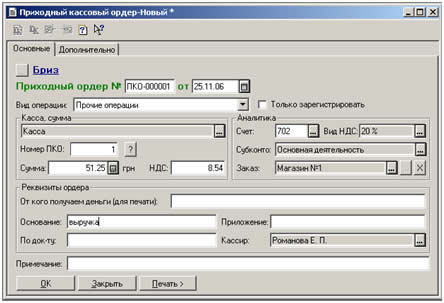 Приходный кассовый ордер-Новый *
Основные Дополнительно
Бриз
Приходный ордер № ПКО-000001 от 25.11.06
Вид операции: Прочие операции Только зарегистрировать
Касса, сумма Аналитика
Касса ... Счет: 702 ... Вид НДС: 20 % ...
Номер ПКО: 1 ? Субконто: Основная деятельность ...
Сумма: 51.25 грн НДС: 8.54 Заказ: Магазин №1 ... X
Реквизиты ордера
От кого получаем деньги (для печати):
Основание: выручка Приложение:
По док-ту: Кассир: Романова Е. П. ...
Примечание:
OK Закрыть Печать >